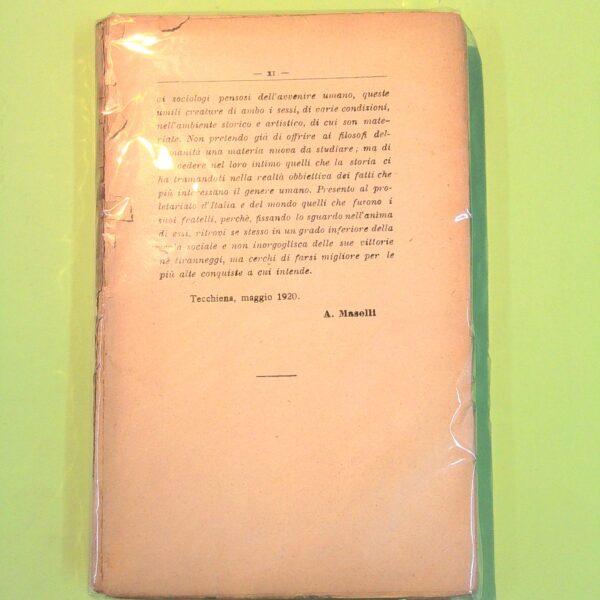 — XI —
ai sociologi pensosi dell'avvenire umano, queste
umili creature di ambo i sessi, di varie condizioni,
nell'ambiente storico e artistico, di cui son mate-
riate. Non pretendo già di offrire ai filosofi del-
manità una materia nuova da studiare; ma di
cedere nel loro intimo quelli che la storia ci
ha tramandati nella realtà obbiettiva dei fatti che
più interessano il genere umano. Presento al pro-
letariato d'Italia e del mondo quelli che furono i
suoi fratelli, perchè, fissando lo sguardo nell'anima
di essi, ritrovi se stesso in un grado inferiore della
scala sociale e non inorgoglisca delle sue vittorie
nè tiranneggi, ma cerchi di farsi migliore per le
più alte conquiste a cui intende.
Tecchiena, maggio 1920.
A. Maselli